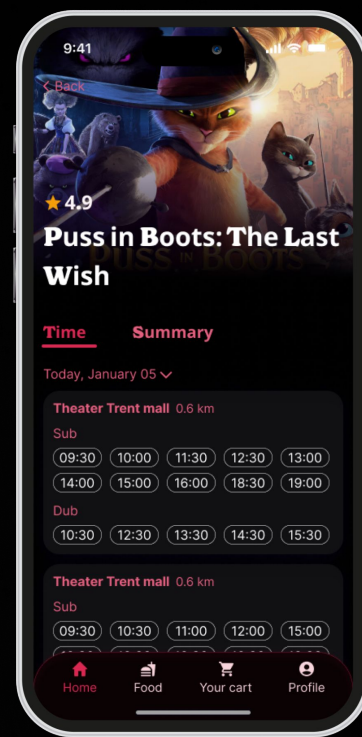 9:41
< Back
4.9
Puss in Boots: The Last
Wish
PUSS IN BOOTS
Time Summary
Today, January 05
Theater Trent mall 0.6 km
Sub
09:30 10:00 11:30 12:30 13:00
14:00 15:00 16:00 18:30 19:00
Dub
10:30 12:30 13:30 14:30 15:30
Theater Trent mall 0.6 km
Sub
09:30 10:30 11:00 12:00 15:00
Home Food Your cart Profile